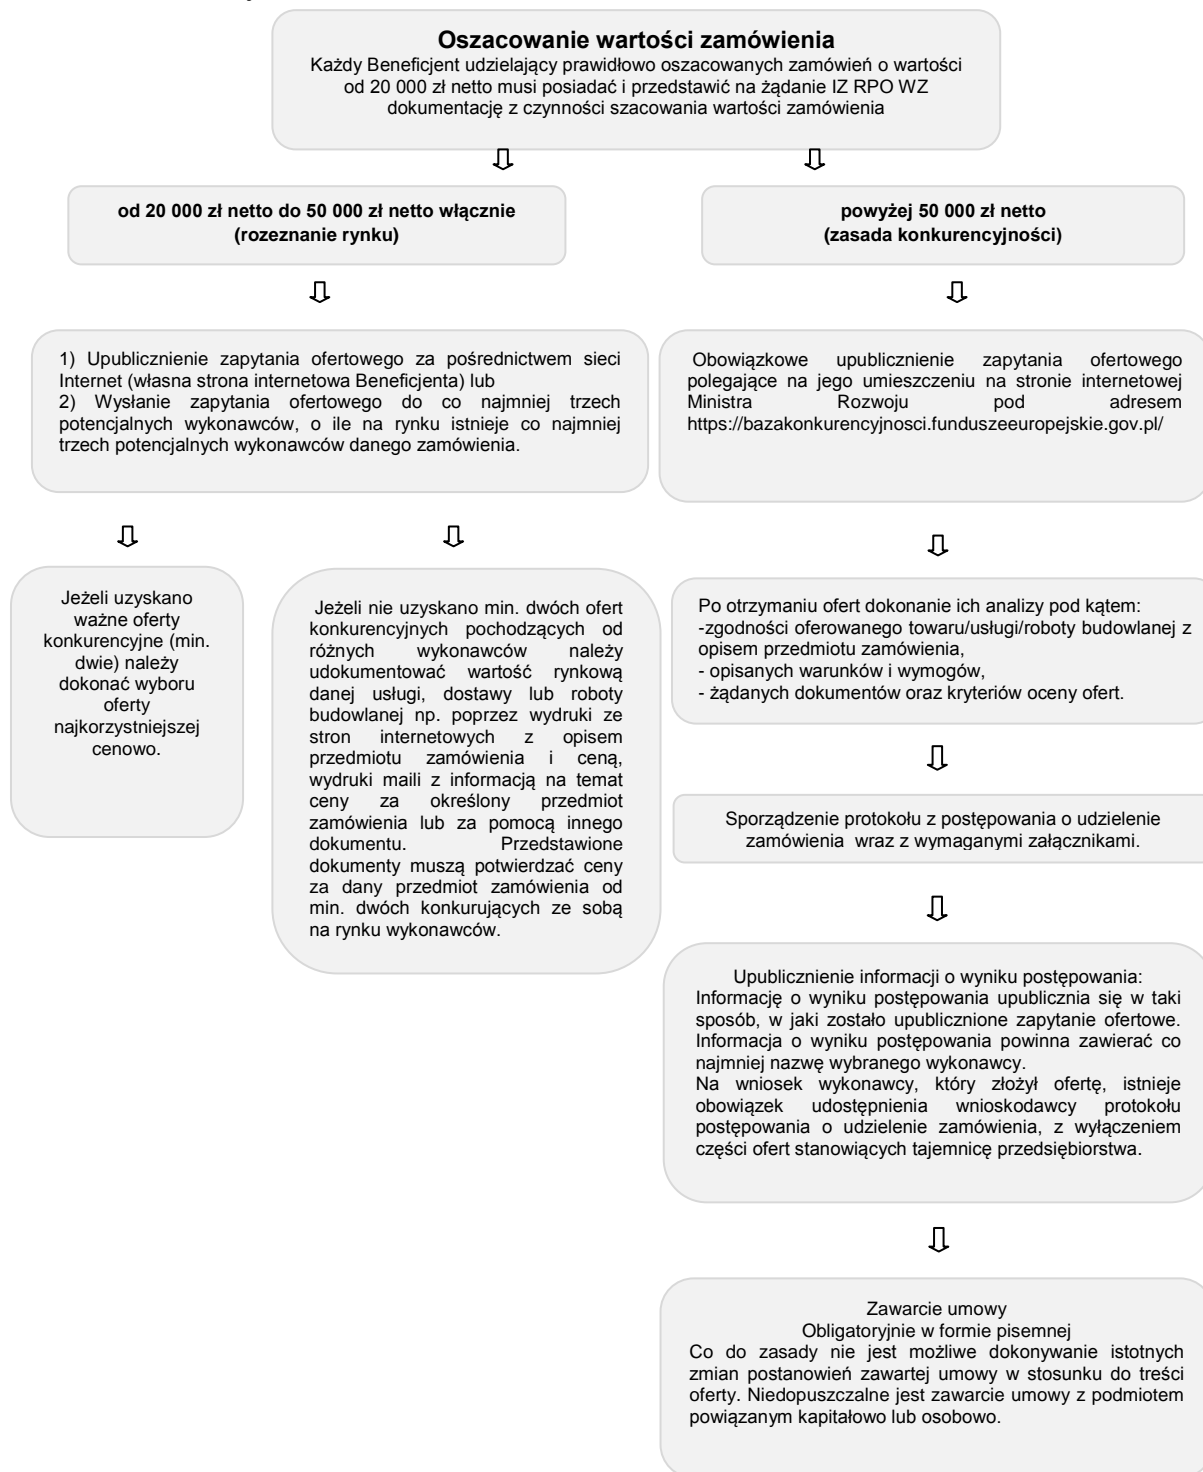 Oszacowanie wartości zamówienia
Każdy Beneficjent udzielający prawidłowo oszacowanych zamówień o wartości
od 20 000 zł netto musi posiadać i przedstawić na żądanie IZ RPO WZ
dokumentację z czynności szacowania wartości zamówienia
od 20 000 zł netto do 50 000 zł netto włącznie
(rozeznanie rynku)
powyżej 50 000 zł netto
(zasada konkurencyjności)
1) Upublicznienie zapytania ofertowego za pośrednictwem sieci
Internet (własna strona internetowa Beneficjenta) lub
2) Wysłanie zapytania ofertowego do co najmniej trzech
potencjalnych wykonawców, o ile na rynku istnieje co najmniej
trzech potencjalnych wykonawców danego zamówienia.
Obowiązkowe upublicznienie zapytania ofertowego
polegające na jego umieszczeniu na stronie internetowej
Ministra Rozwoju pod adresem
https://bazakonkurencyjnosci.funduszeeuropejskie.gov.pl/
Jeżeli uzyskano
ważne oferty
konkurencyjne (min.
dwie) należy
dokonać wyboru
oferty
najkorzystniejszej
cenowo.
Jeżeli nie uzyskano min. dwóch ofert
konkurencyjnych pochodzących od
różnych wykonawców należy
udokumentować wartość rynkową
danej usługi, dostawy lub roboty
budowlanej np. poprzez wydruki ze
stron internetowych z opisem
przedmiotu zamówienia i ceną,
wydruki maili z informacją na temat
ceny za określony przedmiot
zamówienia lub za pomocą innego
dokumentu. Przedstawione
dokumenty muszą potwierdzać ceny
za dany przedmiot zamówienia od
min. dwóch konkurujących ze sobą
na rynku wykonawców.
Po otrzymaniu ofert dokonanie ich analizy pod kątem:
-zgodności oferowanego towaru/usługi/roboty budowlanej z
opisem przedmiotu zamówienia,
- opisanych warunków i wymogów,
- żądanych dokumentów oraz kryteriów oceny ofert.
Sporządzenie protokołu z postępowania o udzielenie
zamówienia wraz z wymaganymi załącznikami.
Upublicznienie informacji o wyniku postępowania:
Informację o wyniku postępowania upublicznia się w taki
sposób, w jaki zostało upublicznione zapytanie ofertowe.
Informacja o wyniku postępowania powinna zawierać co
najmniej nazwę wybranego wykonawcy.
Na wniosek wykonawcy, który złożył ofertę, istnieje
obowiązek udostępnienia wnioskodawcy protokołu
postępowania o udzielenie zamówienia, z wyłączeniem
części ofert stanowiących tajemnicę przedsiębiorstwa.
Zawarcie umowy
Obligatoryjnie w formie pisemnej
Co do zasady nie jest możliwe dokonywanie istotnych
zmian postanowień zawartej umowy w stosunku do treści
oferty. Niedopuszczalne jest zawarcie umowy z podmiotem
powiązanym kapitałowo lub osobowo.